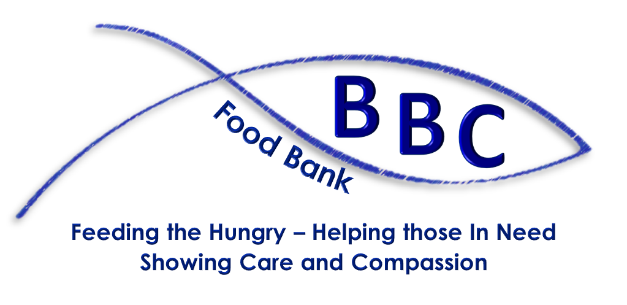 BBC
Food Bank
Feeding the Hungry – Helping those In Need
Showing Care and Compassion